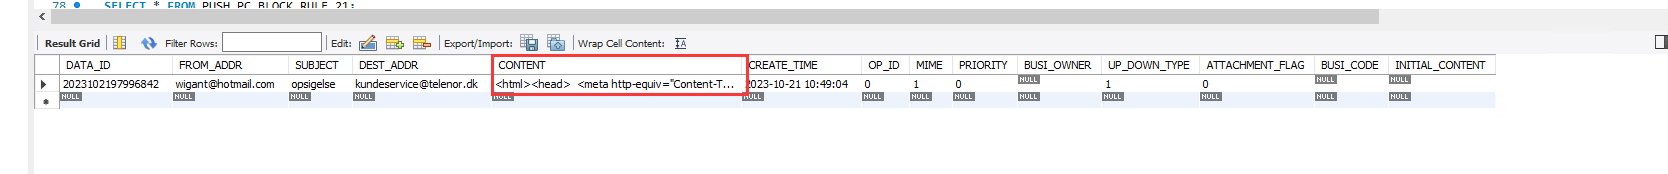 78 SELECT * FROM PUSH_PC_BLOCK_RULE_21;
Result Grid Filter Rows: Edit: Export/Import: Wrap Cell Content: IA
DATA_ID FROM_ADDR SUBJECT DEST_ADDR CONTENT CREATE_TIME OP_ID MIME PRIORITY BUSI_OWNER UP_DOWN_TYPE ATTACHMENT_FLAG BUSI_CODE INITIAL_CONTENT
2023102197996842 wigant@hotmail.com opsigelse kundeservice@telenor.dk <html><head> <meta http-equiv="Content-T... 2023-10-21 10:49:04 0 1 0 NULL 1 0 NULL NULL
NULL NULL NULL NULL NULL NULL NULL NULL NULL NULL NULL NULL NULL NULL